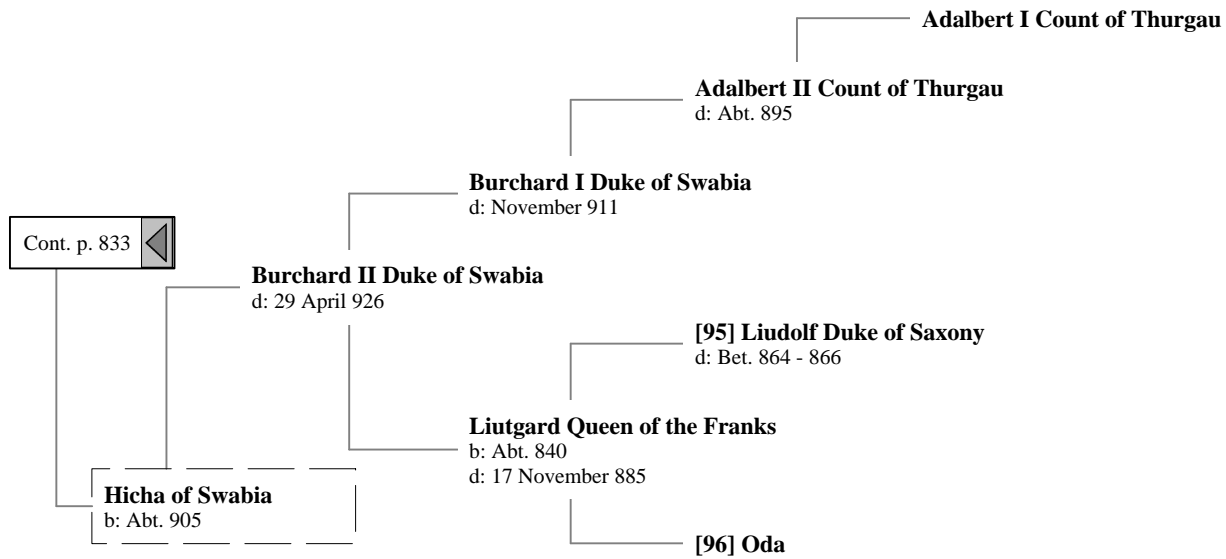 Adalbert I Count of Thurgau
Adalbert II Count of Thurgau
d: Abt. 895
Burchard I Duke of Swabia
d: November 911
Cont. p. 833
Burchard II Duke of Swabia
d: 29 April 926
[95] Liudolf Duke of Saxony
d: Bet. 864 - 866
Liutgard Queen of the Franks
b: Abt. 840
d: 17 November 885
Hicha of Swabia
b: Abt. 905
[96] Oda